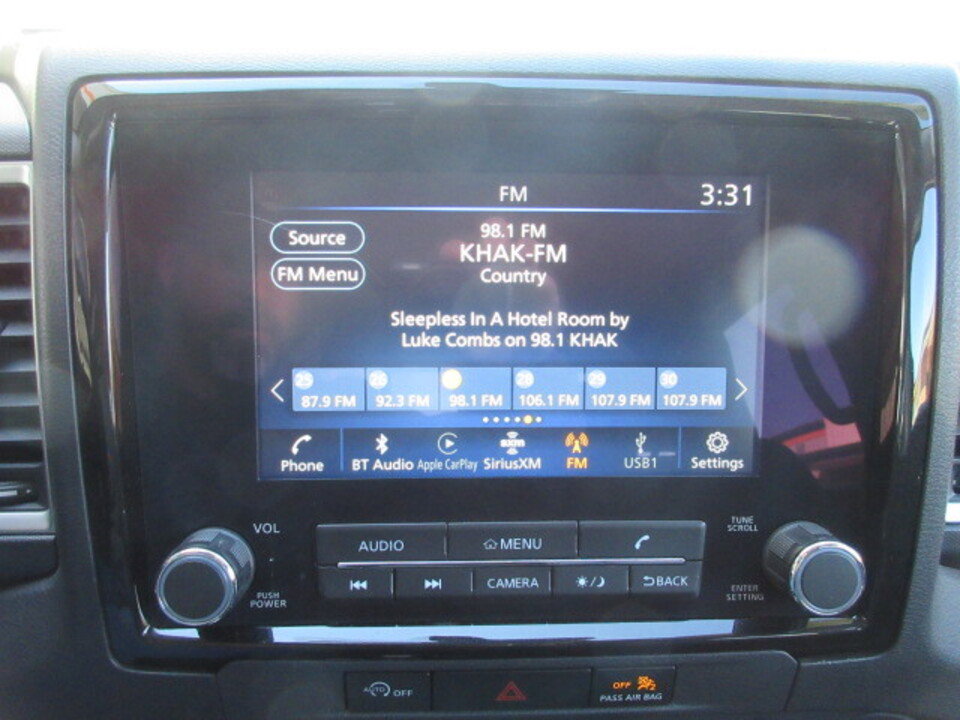 FM
3:31
Source
FM Menu
98.1 FM
KHAK-FM
Country
Sleepless In A Hotel Room by
Luke Combs on 98.1 KHAK
25 26 28 29 30
87.9 FM 92.3 FM 98.1 FM 106.1 FM 107.9 FM 107.9 FM
sxm
Phone BT Audio Apple CarPlay SiriusXM FM USB1 Settings
VOL
PUSH
POWER
AUDIO MENU
CAMERA BACK
TUNE
SCROLL
ENTER
SETTING
AUTO OFF
OFF
PASS AIR BAG